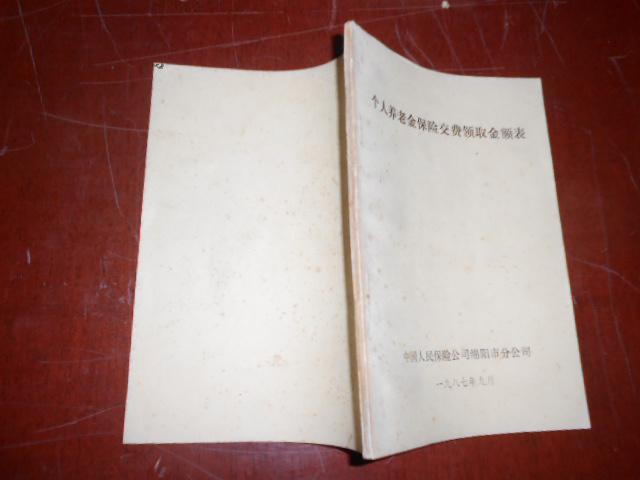 个人养老金保险交费领取金额表
中国人民保险公司绵阳市分公司
一九八七年九月